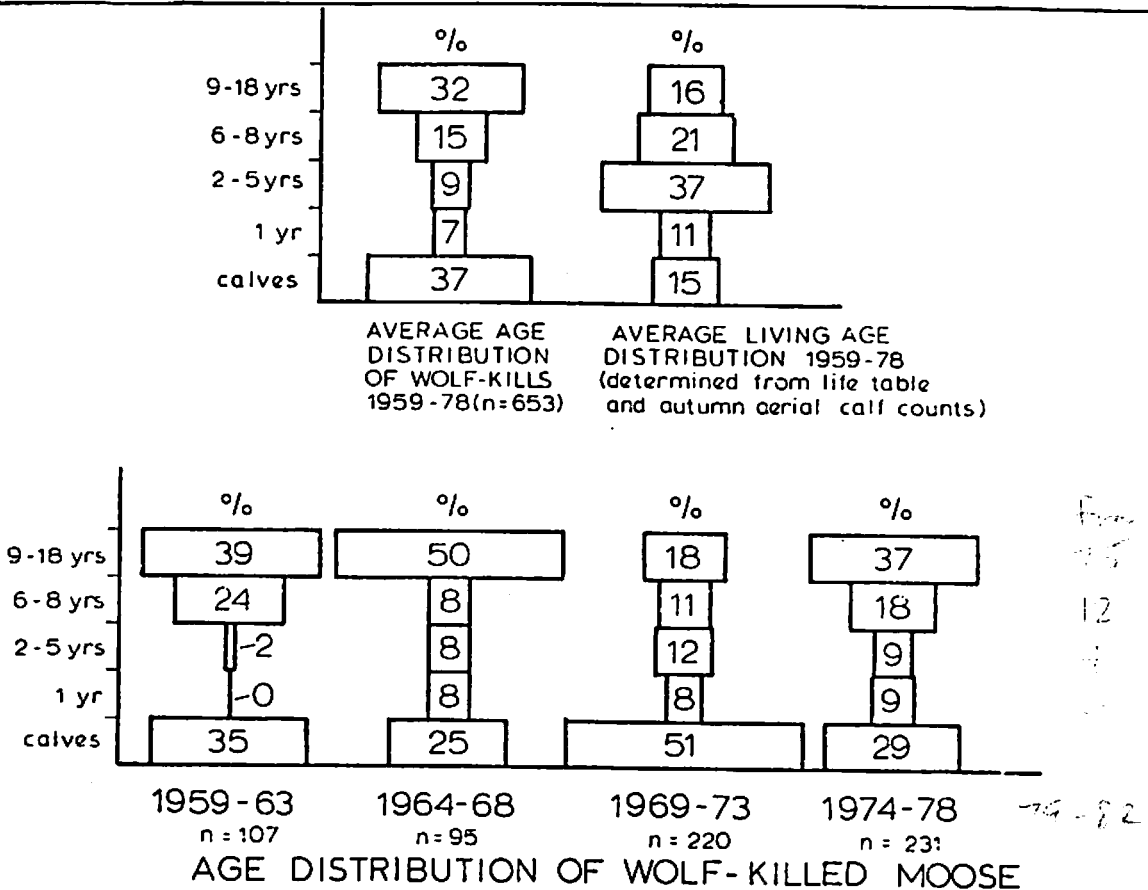 % %
9-18 yrs 32 16
6-8 yrs 15 21
2-5 yrs 9 37
1 yr 7 11
calves 37 15
AVERAGE AGE
DISTRIBUTION
OF WOLF-KILLS
1959-78 (n=653)
AVERAGE LIVING AGE
DISTRIBUTION 1959-78
(determined from life table
and autumn aerial calf counts)
% % % %
9-18 yrs 39 50 18 37
6-8 yrs 24 8 11 18 12
2-5 yrs 2 8 12 9
1 yr 0 8 8 9
calves 35 25 51 29
1959-63 1964-68 1969-73 1974-78 79-82
n = 107 n = 95 n = 220 n = 231
AGE DISTRIBUTION OF WOLF-KILLED MOOSE